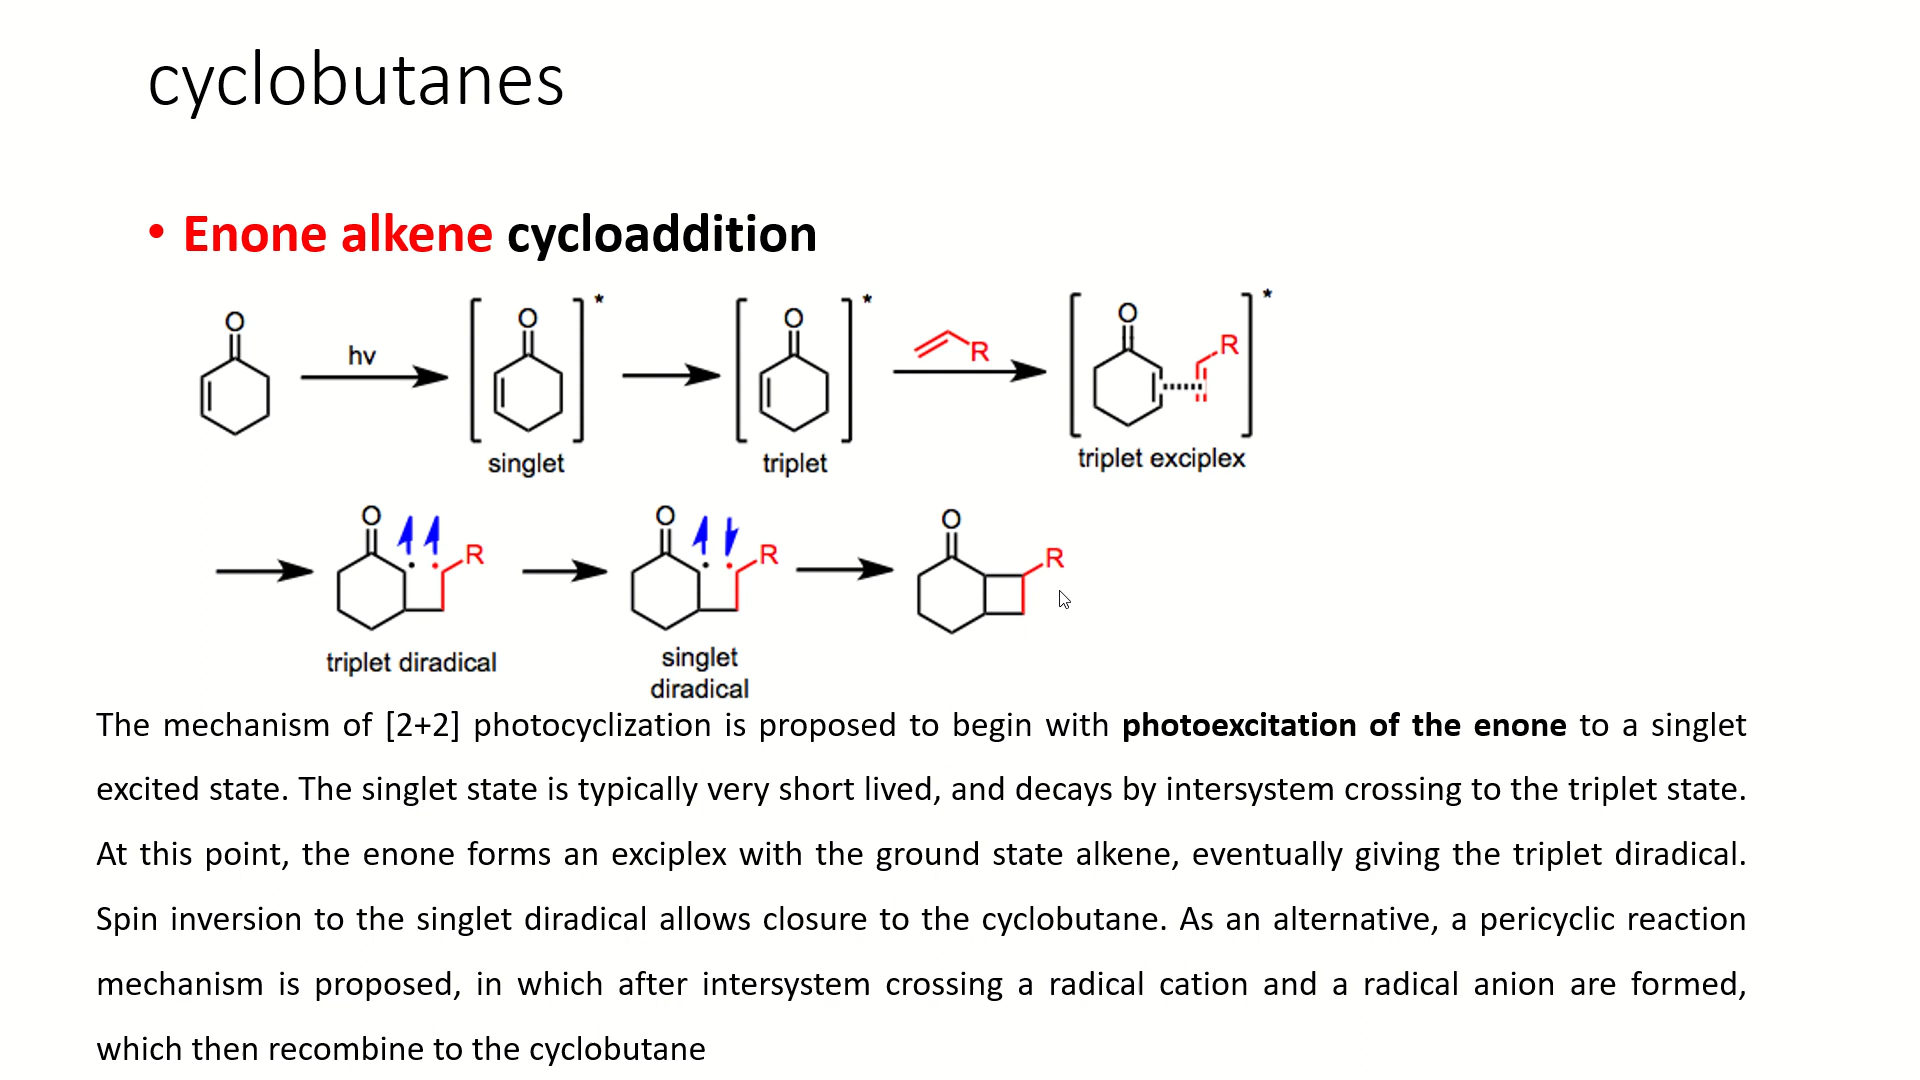 cyclobutanes
• Enone alkene cycloaddition
O
hv
O
*
singlet
O
*
triplet
R
O
R
*
triplet exciplex
O
R
triplet diradical
O
R
singlet
diradical
O
R
The mechanism of [2+2] photocyclization is proposed to begin with photoexcitation of the enone to a singlet
excited state. The singlet state is typically very short lived, and decays by intersystem crossing to the triplet state.
At this point, the enone forms an exciplex with the ground state alkene, eventually giving the triplet diradical.
Spin inversion to the singlet diradical allows closure to the cyclobutane. As an alternative, a pericyclic reaction
mechanism is proposed, in which after intersystem crossing a radical cation and a radical anion are formed,
which then recombine to the cyclobutane